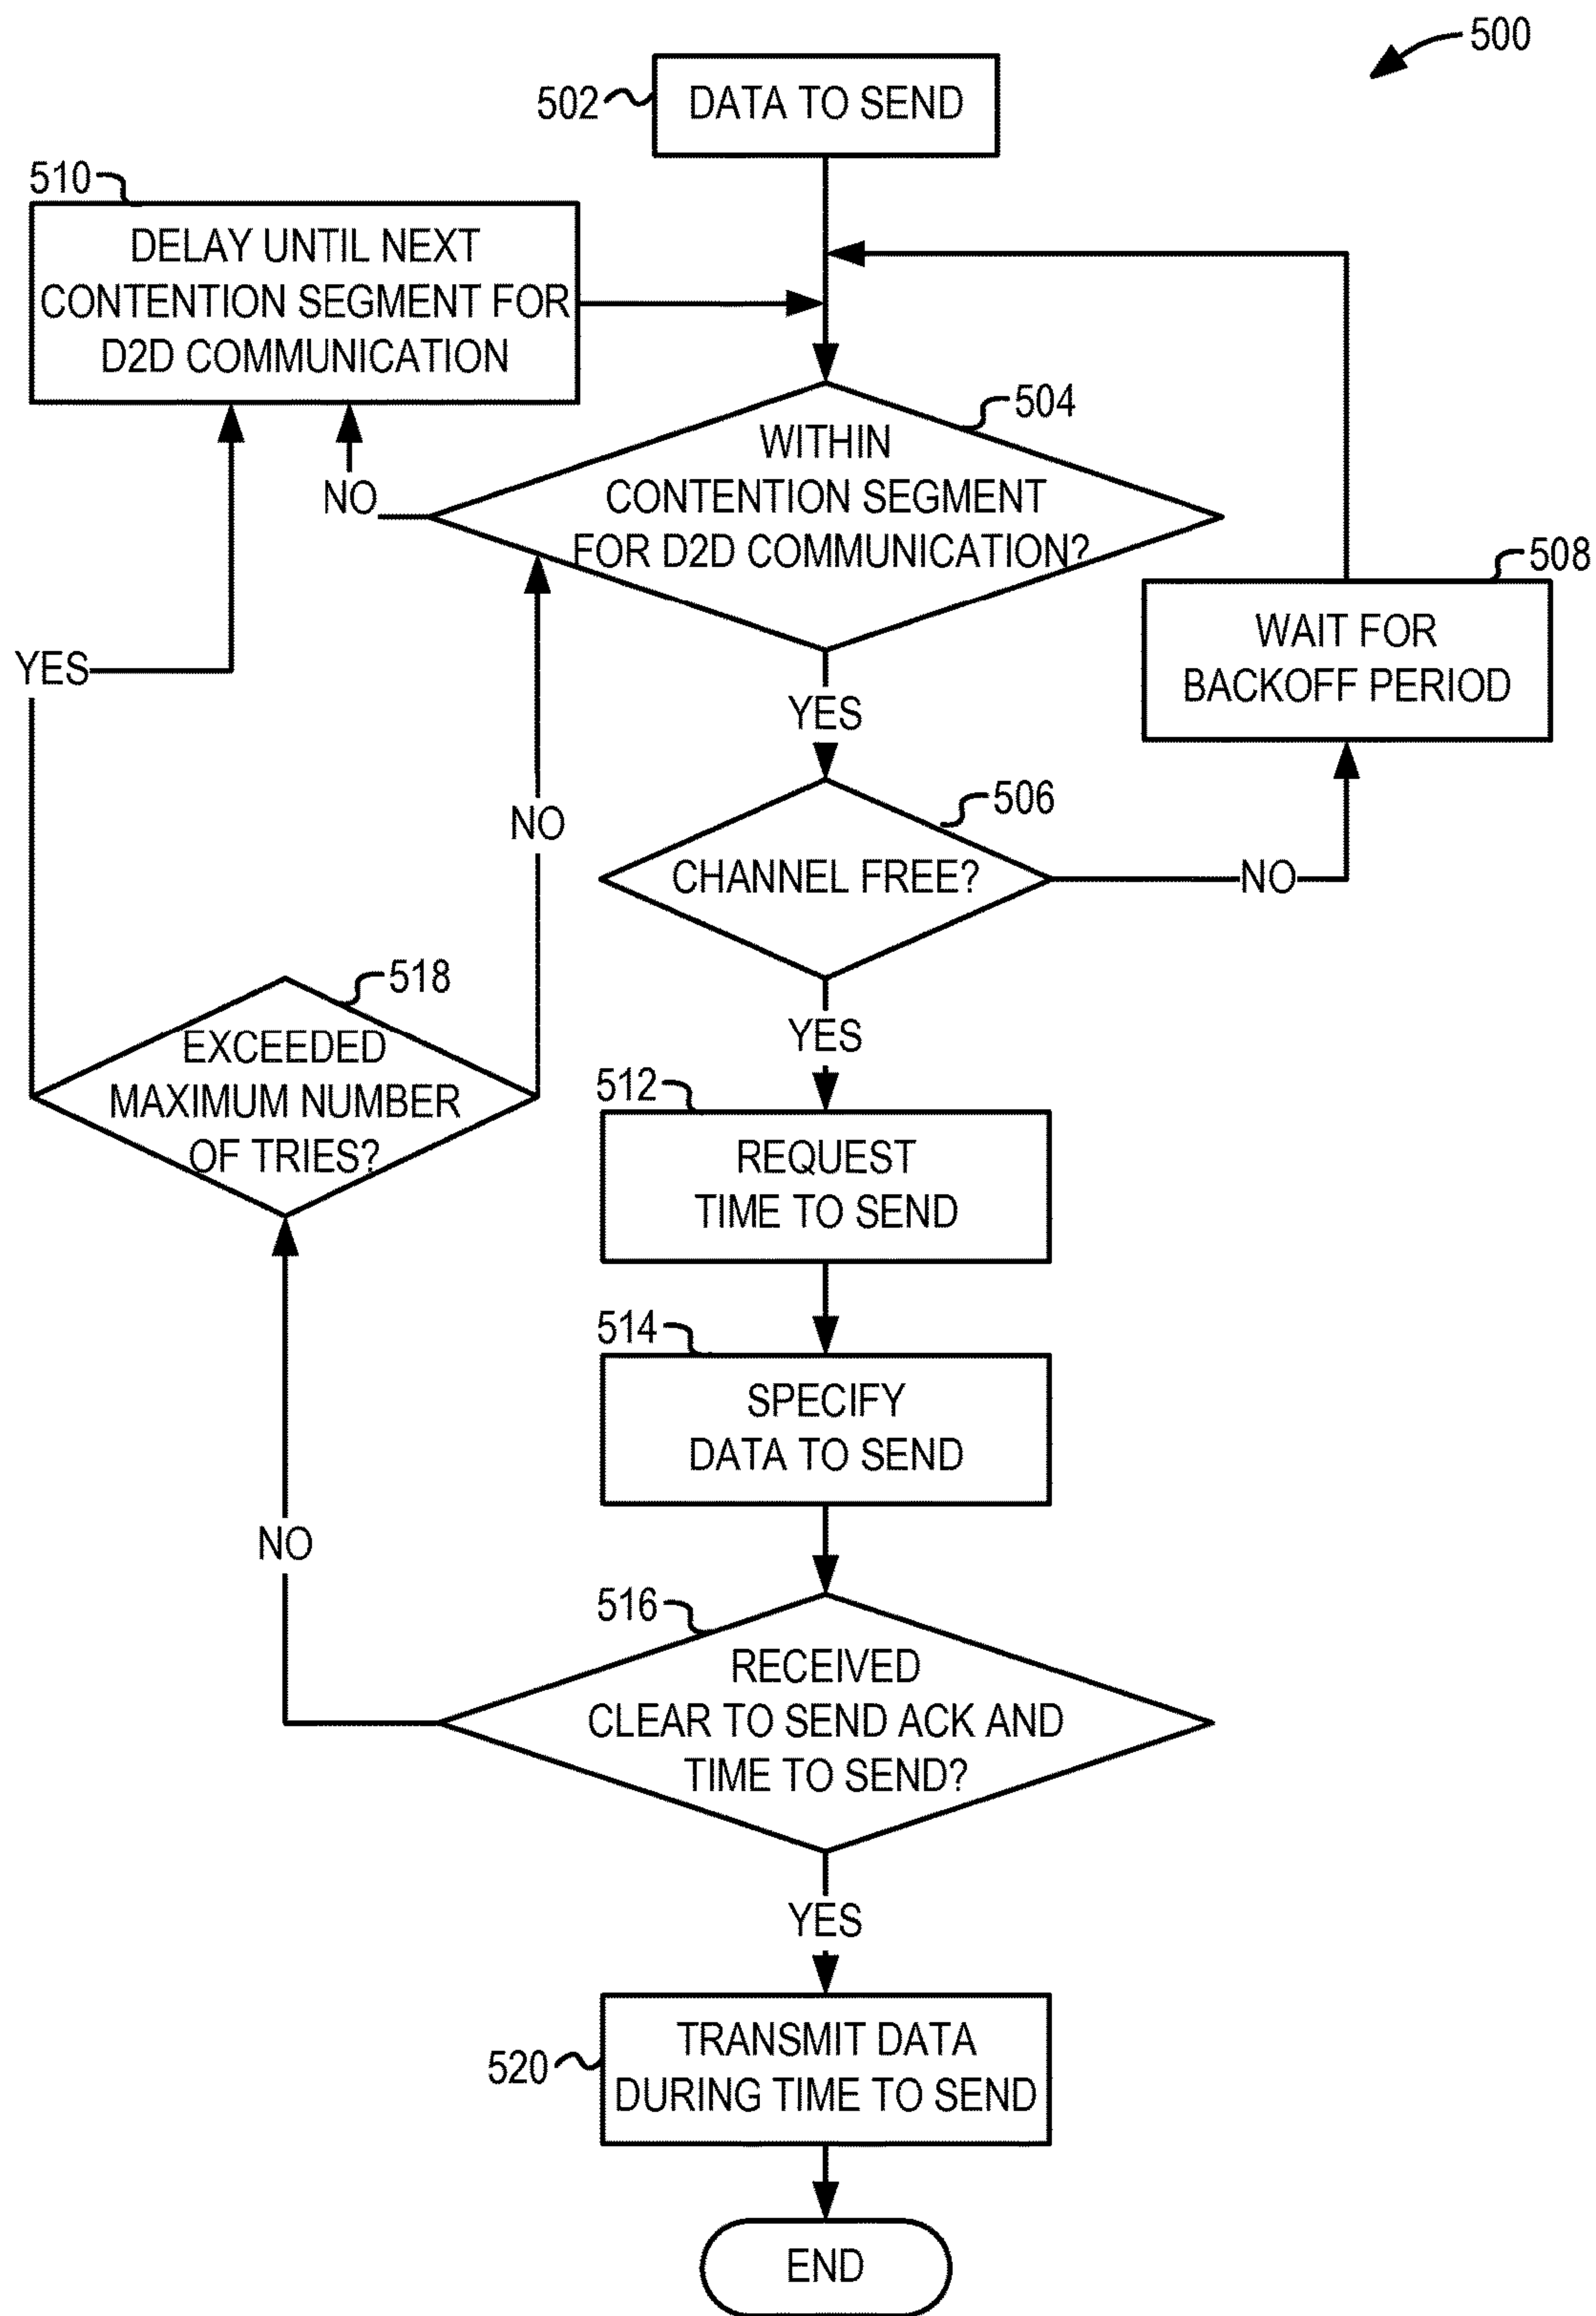 500
502
DATA TO SEND
510
DELAY UNTIL NEXT
CONTENTION SEGMENT FOR
D2D COMMUNICATION
504
WITHIN
CONTENTION SEGMENT
FOR D2D COMMUNICATION?
NO
508
WAIT FOR
BACKOFF PERIOD
YES
YES
NO
506
CHANNEL FREE?
NO
518
EXCEEDED
MAXIMUM NUMBER
OF TRIES?
YES
512
REQUEST
TIME TO SEND
514
SPECIFY
DATA TO SEND
NO
516
RECEIVED
CLEAR TO SEND ACK AND
TIME TO SEND?
YES
520
TRANSMIT DATA
DURING TIME TO SEND
END